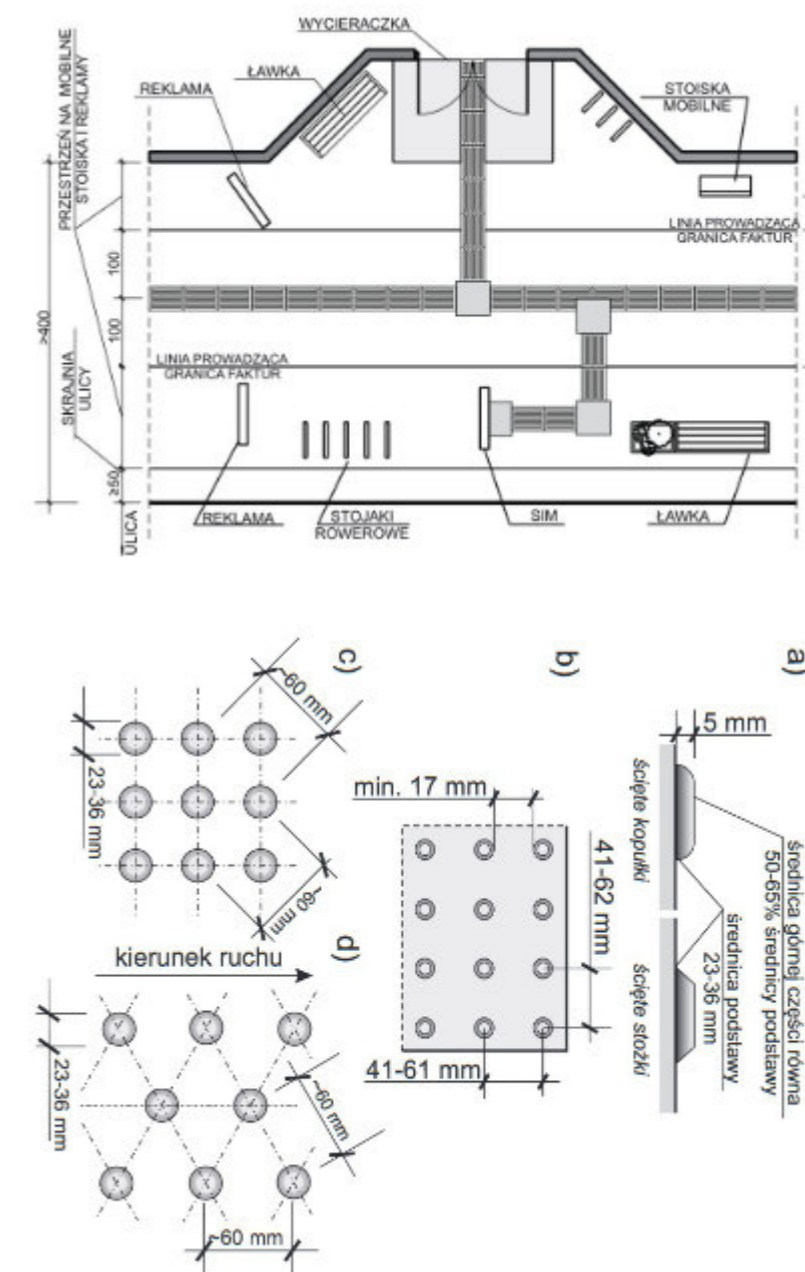 WYCIERACZKA
ŁAWKA
REKLAMA
STOISKA
MOBILNE
PRZESTRZEŃ NA MOBILNE
STOISKA I REKLAMY
LINIA PROWADZĄCA
GRANICA FAKTUR
100
100
>400
LINIA PROWADZĄCA
GRANICA FAKTUR
SKRAJNIA
ULICY
≥50
ULICA
REKLAMA
STOJAKI
ROWEROWE
SIM
ŁAWKA
a)
5 mm
ścięte kopułki
ścięte stożki
średnica górnej części równa
50-65% średnicy podstawy
średnica podstawy
23-36 mm
b)
min. 17 mm
41-62 mm
41-61 mm
c)
~60 mm
~60 mm
23-36 mm
kierunek ruchu
d)
23-36 mm
~60 mm
~60 mm